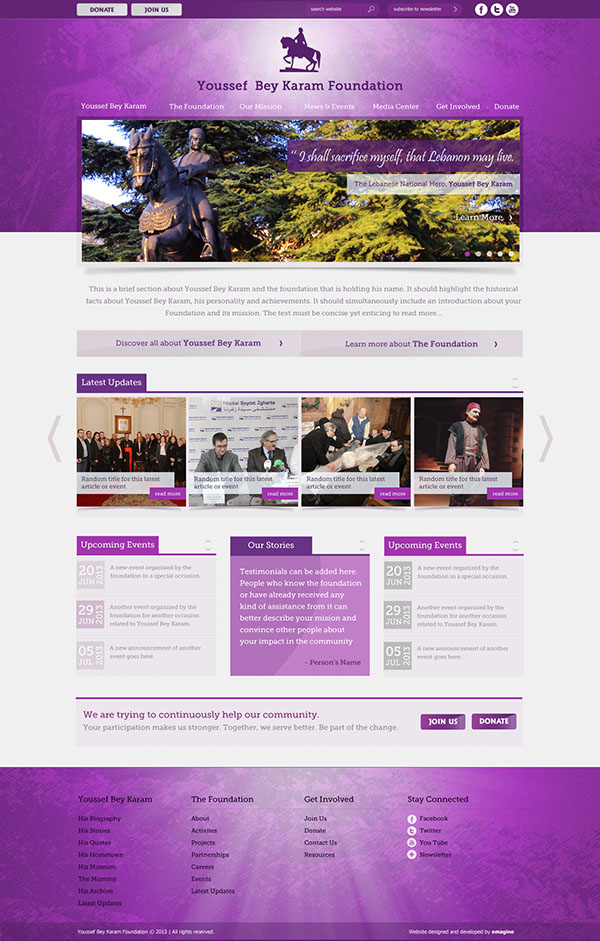 DONATE
JOIN US
search website
subscribe to newsletter
Youssef Bey Karam Foundation
Youssef Bey Karam
The Foundation
Our Mission
News & Events
Media Center
Get Involved
Donate
“ I shall sacrifice myself, that Lebanon may live.
The Lebanese National Hero, Youssef Bey Karam
Learn More
This is a brief section about Youssef Bey Karam and the foundation that is holding his name. It should highlight the historical
facts about Youssef Bey Karam, his personality and achievements. It should simultaneously include an introduction about your
Foundation and its mission. The text must be concise yet enticing to read more...
Discover all about Youssef Bey Karam
Learn more about The Foundation
Latest Updates
Hôpital Seydet Zgharta
Random title for this latest
article or event
read more
Random title for this latest
article or event
read more
Random title for this latest
article or event
read more
Random title for this latest
article or event
read more
Upcoming Events
20 JUN 2013
A new event organized by the
foundation in a special occasion.
29 JUN 2013
Another event organized by the
foundation for another occasion
related to Youssef Bey Karam.
05 JUL 2013
A new announcement of another
event goes here.
Our Stories
Testimonials can be added here.
People who know the foundation
or have already received any
kind of assistance from it can
better describe your mision and
convince other people about
your impact in the community
- Person's Name
Upcoming Events
20 JUN 2013
A new event organized by the
foundation in a special occasion.
29 JUN 2013
Another event organized by the
foundation for another occasion
related to Youssef Bey Karam.
05 JUL 2013
A new announcement of another
event goes here.
We are trying to continuously help our community.
Your participation makes us stronger. Together, we serve better. Be part of the change.
JOIN US
DONATE
Youssef Bey Karam
His Biography
His Stories
His Quotes
His Hometown
His Museum
The Mummy
His Archive
Latest Updates
The Foundation
About
Activites
Projects
Partnerships
Careers
Events
Latest Updates
Get Involved
Join Us
Donate
Contact Us
Resources
Stay Connected
Facebook
Twitter
You Tube
Newsletter
Youssef Bey Karam Foundation © 2013 | All rights reserved.
Website designed and developed by emagine